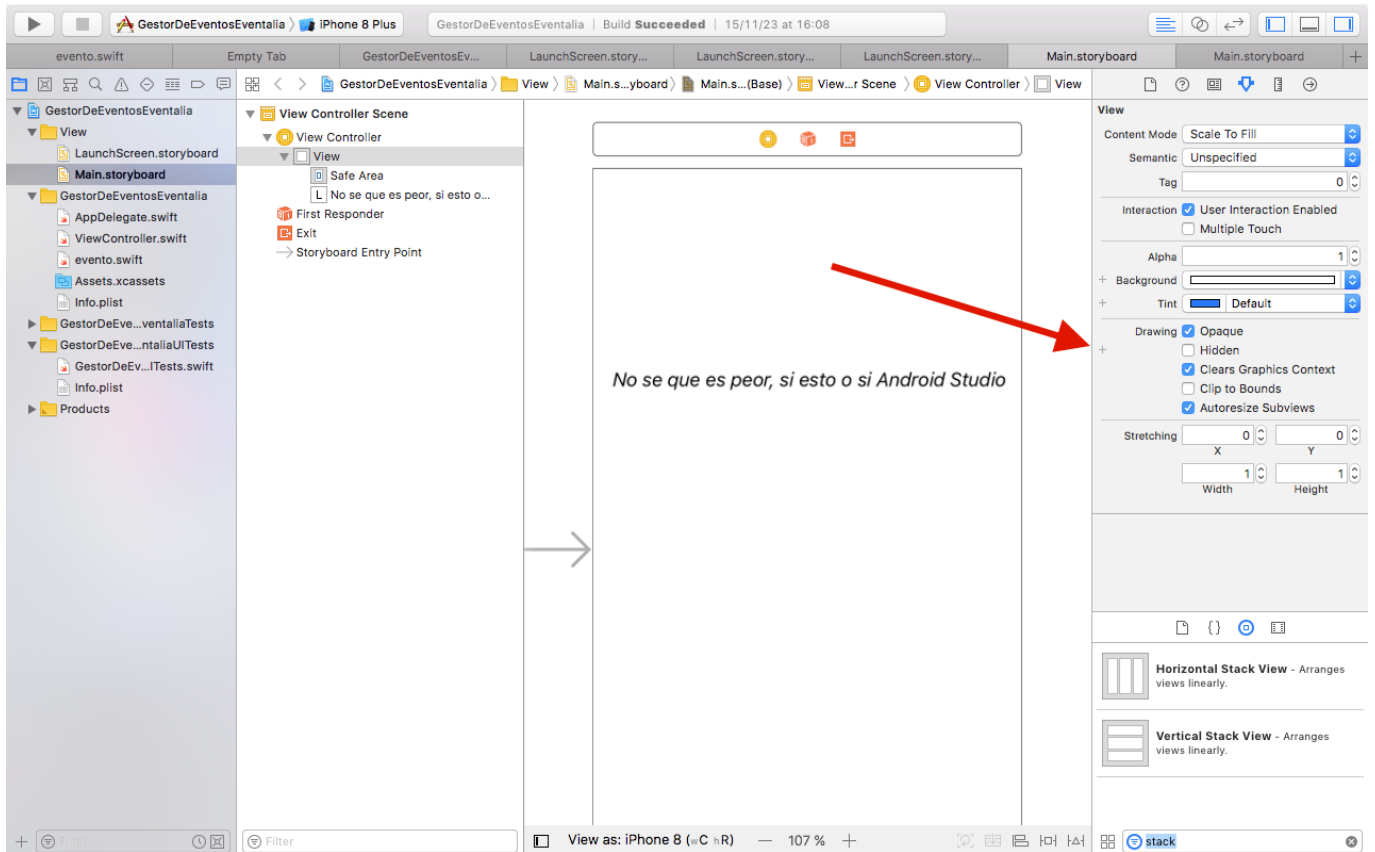 GestorDeEventosEventalia iPhone 8 Plus
GestorDeEventosEventalia | Build Succeeded | 15/11/23 at 16:08
evento.swift Empty Tab GestorDeEventosEv... LaunchScreen.story... LaunchScreen.story... LaunchScreen.story... Main.storyboard Main.storyboard
GestorDeEventosEventalia View Main.s...yboard Main.s...(Base) View...r Scene View Controller View
GestorDeEventosEventalia
View
LaunchScreen.storyboard
Main.storyboard
GestorDeEventosEventalia
AppDelegate.swift
ViewController.swift
evento.swift
Assets.xcassets
Info.plist
GestorDeEve...ventaliaTests
GestorDeEve...ntaliaUITests
GestorDeEv...ITests.swift
Info.plist
Products
Filter
View Controller Scene
View Controller
View
Safe Area
L No se que es peor, si esto o...
First Responder
Exit
Storyboard Entry Point
Filter
No se que es peor, si esto o si Android Studio
View as: iPhone 8 (wC hR) — 107 % +
View
Content Mode Scale To Fill
Semantic Unspecified
Tag 0
Interaction User Interaction Enabled
Multiple Touch
Alpha 1
+ Background
+ Tint Default
Drawing Opaque
+ Hidden
Clears Graphics Context
Clip to Bounds
Autoresize Subviews
Stretching 0 0
X Y
1 1
Width Height
{}
Horizontal Stack View - Arranges
views linearly.
Vertical Stack View - Arranges
views linearly.
stack